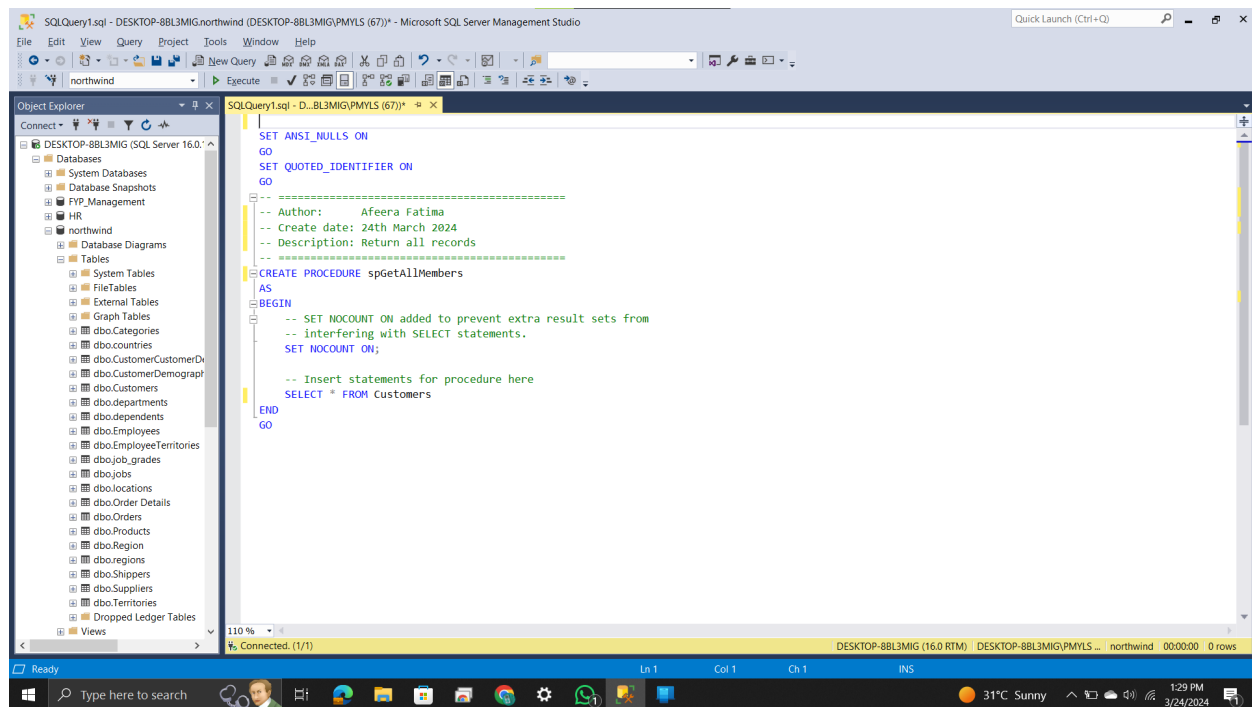 SQLQuery1.sql - DESKTOP-8BL3MIG.northwind (DESKTOP-8BL3MIG\PMYLS (67))* - Microsoft SQL Server Management Studio
Quick Launch (Ctrl+Q)
File Edit View Query Project Tools Window Help
New Query
northwind
Execute
Object Explorer
SQLQuery1.sql - D...BL3MIG\PMYLS (67))*
Connect
DESKTOP-8BL3MIG (SQL Server 16.0.
Databases
System Databases
Database Snapshots
FYP_Management
HR
northwind
Database Diagrams
Tables
System Tables
FileTables
External Tables
Graph Tables
dbo.Categories
dbo.countries
dbo.CustomerCustomerDe
dbo.CustomerDemograph
dbo.Customers
dbo.departments
dbo.dependents
dbo.Employees
dbo.EmployeeTerritories
dbo.job_grades
dbo.jobs
dbo.locations
dbo.Order Details
dbo.Orders
dbo.Products
dbo.Region
dbo.regions
dbo.Shippers
dbo.Suppliers
dbo.Territories
Dropped Ledger Tables
Views
SET ANSI_NULLS ON
GO
SET QUOTED_IDENTIFIER ON
GO
-- =============================================
-- Author: Afeera Fatima
-- Create date: 24th March 2024
-- Description: Return all records
-- =============================================
CREATE PROCEDURE spGetAllMembers
AS
BEGIN
-- SET NOCOUNT ON added to prevent extra result sets from
-- interfering with SELECT statements.
SET NOCOUNT ON;
-- Insert statements for procedure here
SELECT * FROM Customers
END
GO
110 %
Connected. (1/1)
DESKTOP-8BL3MIG (16.0 RTM) DESKTOP-8BL3MIG\PMYLS ... northwind 00:00:00 0 rows
Ready Ln 1 Col 1 Ch 1 INS
Type here to search
31°C Sunny
1:29 PM
3/24/2024